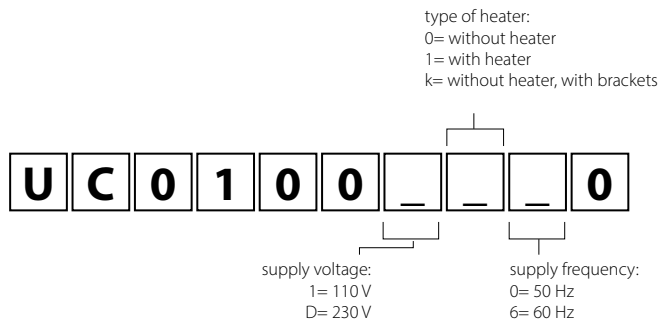 type of heater:
0= without heater
1= with heater
k= without heater, with brackets
U C 0 1 0 0 _ _ _ 0
supply voltage:
1= 110 V
D= 230 V
supply frequency:
0= 50 Hz
6= 60 Hz